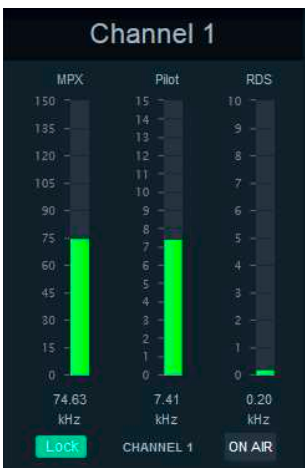 Channel 1
MPX Pilot RDS
150 15 10
14
135 13 9
120 12 8
11
105 10 7
90 9 6
8
75 7 5
60 6 4
5
45 4 3
30 3 2
2
15 1 1
0 0 0
74.63 7.41 0.20
kHz kHz kHz
Lock CHANNEL 1 ON AIR